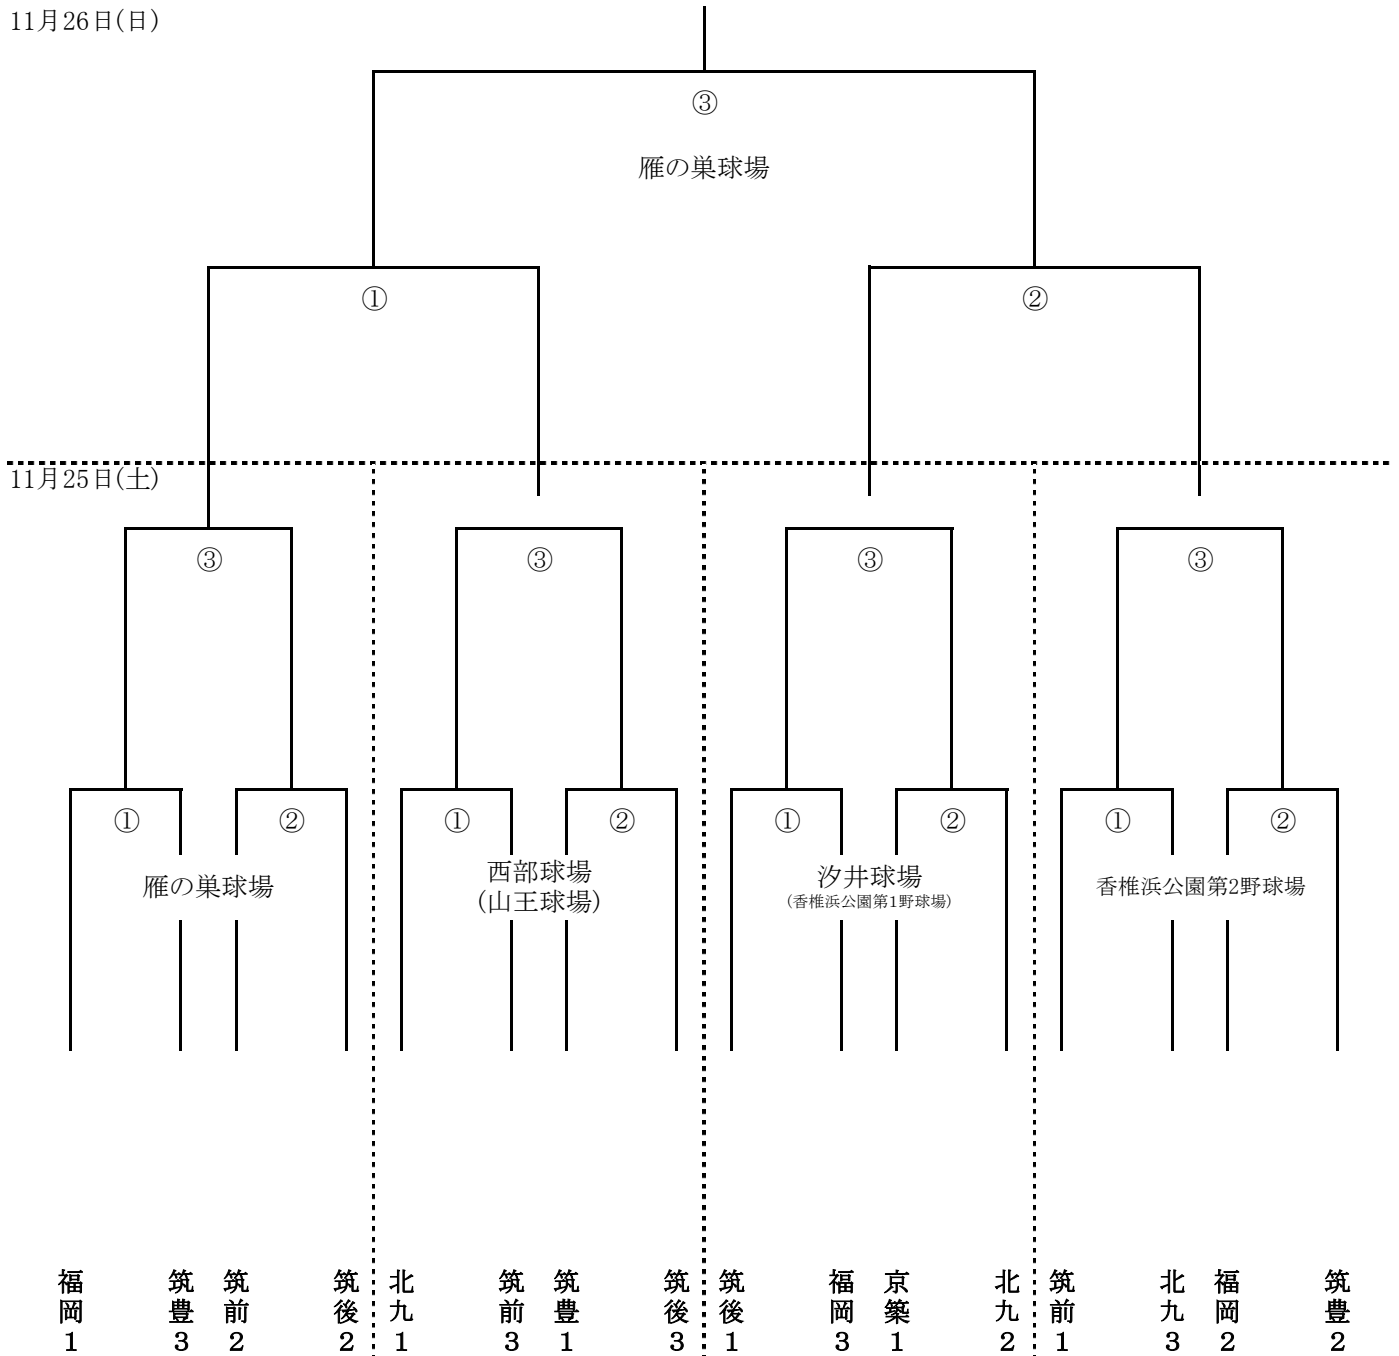 11月26日(日)
③
雁の巣球場
①
②
11月25日(土)
③
③
③
③
①
②
①
②
①
②
①
②
雁の巣球場
西部球場
(山王球場)
汐井球場
(香椎浜公園第1野球場)
香椎浜公園第2野球場
福岡1
筑豊3
筑前2
筑後2
北九1
筑前3
筑豊1
筑後3
筑後1
福岡3
京築1
北九2
筑前1
北九3
福岡2
筑豊2